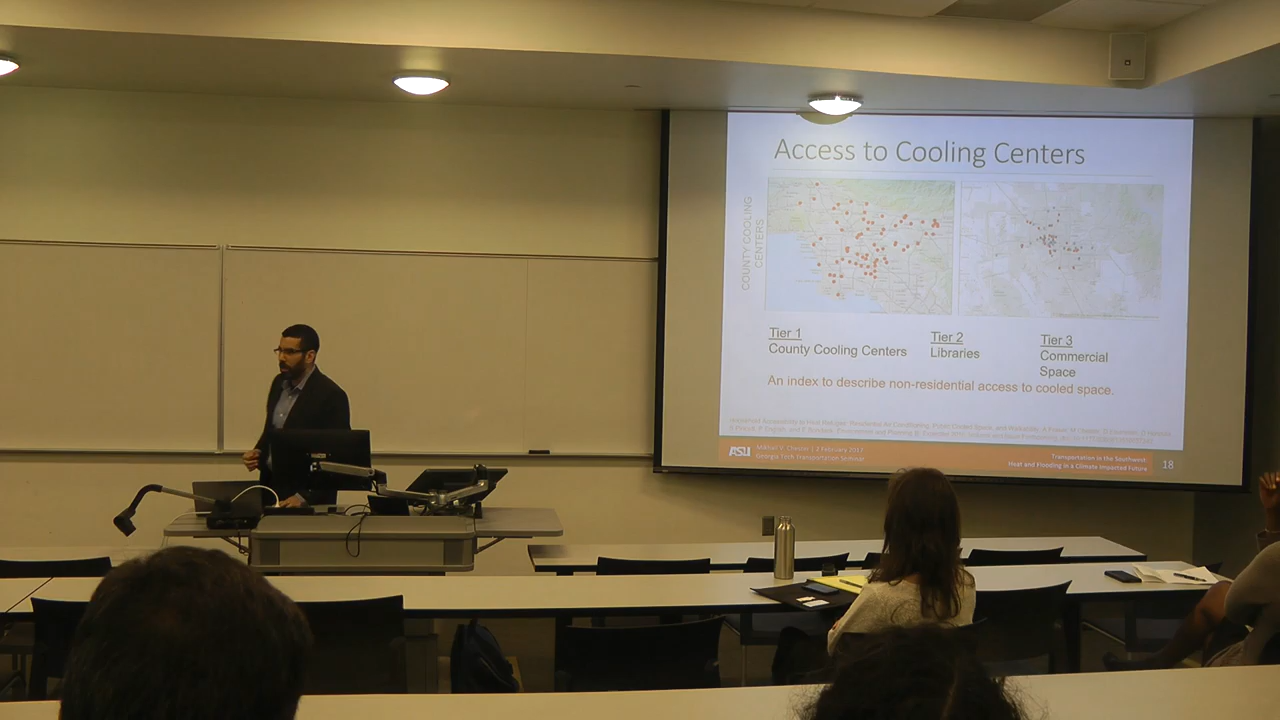 Access to Cooling Centers
COUNTY COOLING
CENTERS
Tier 1
County Cooling Centers
Tier 2
Libraries
Tier 3
Commercial
Space
An index to describe non-residential access to cooled space.
ASU
Mikhail V. Chester | 2 February 2017
Georgia Tech Transportation Seminar
Transportation in the Southwest:
Heat and Flooding in a Climate Impacted Future
18